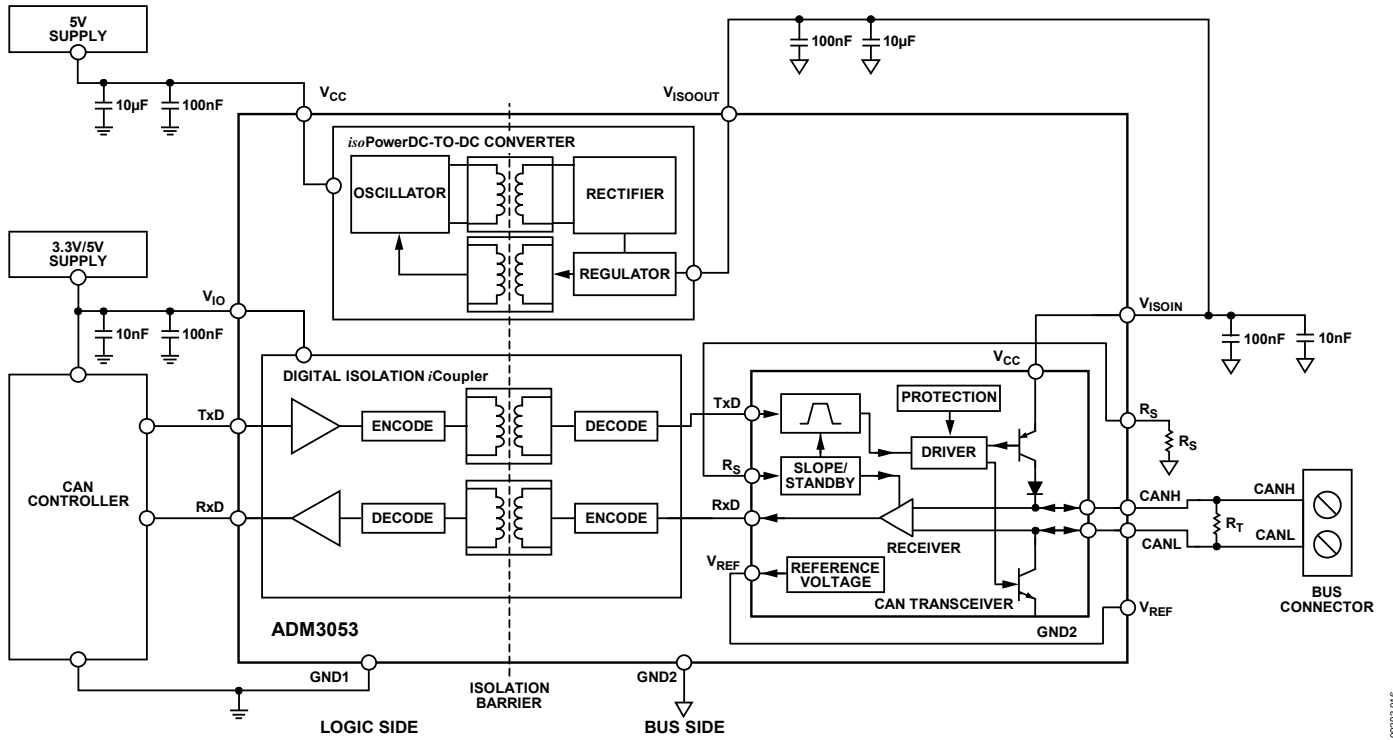 5V
SUPPLY
10µF
100nF
VCC
VISOOUT
100nF
10µF
isoPowerDC-TO-DC CONVERTER
OSCILLATOR
RECTIFIER
REGULATOR
3.3V/5V
SUPPLY
VIO
10nF
100nF
VISOIN
100nF
10nF
DIGITAL ISOLATION iCoupler
VCC
TxD
ENCODE
DECODE
TxD
PROTECTION
DRIVER
RS
RS
RS
SLOPE/
STANDBY
CAN
CONTROLLER
RxD
DECODE
ENCODE
RxD
RECEIVER
CANH
CANH
RT
CANL
CANL
VREF
REFERENCE
VOLTAGE
CAN TRANSCEIVER
BUS
CONNECTOR
VREF
GND2
ADM3053
GND1
GND2
ISOLATION
BARRIER
LOGIC SIDE
BUS SIDE